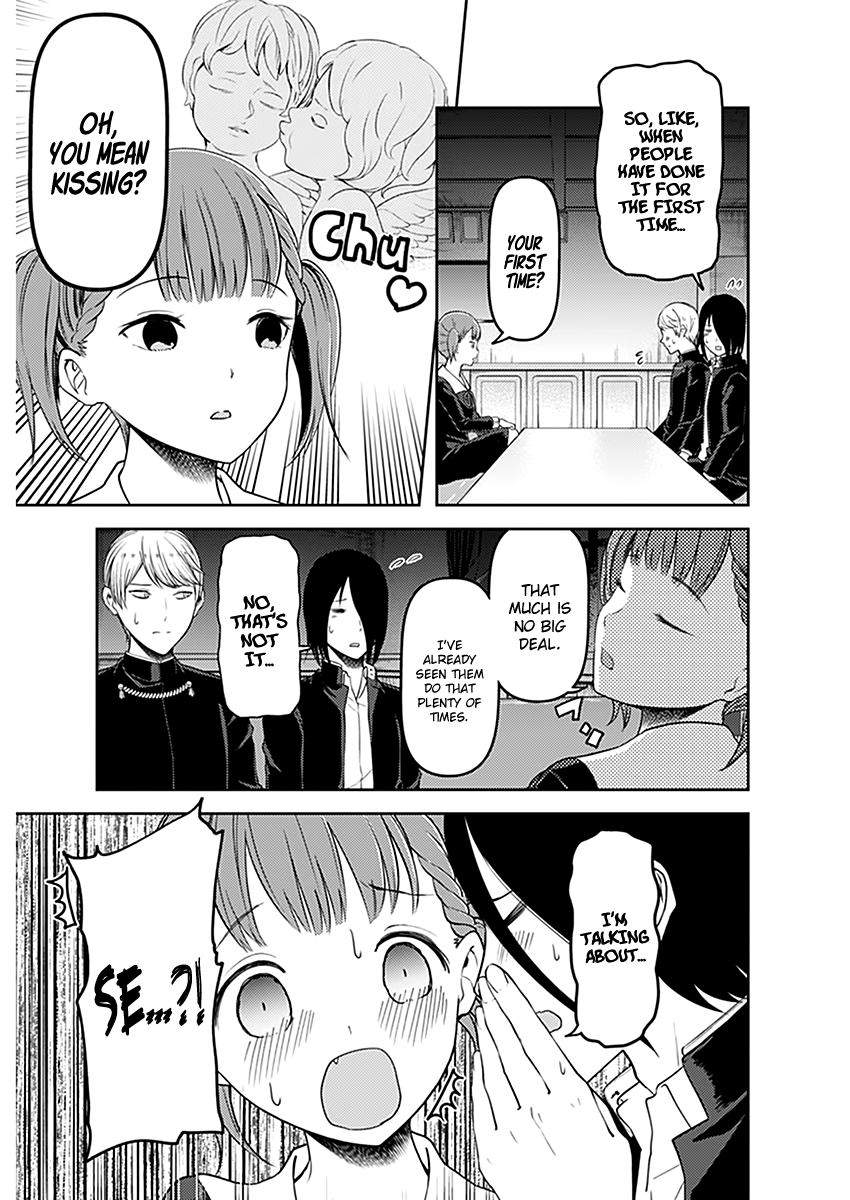 SO, LIKE,
WHEN
PEOPLE
HAVE DONE
IT FOR
THE FIRST
TIME...
YOUR
FIRST
TIME?
OH,
YOU MEAN
KISSING?
Chu
THAT
MUCH IS
NO BIG
DEAL.
I'VE
ALREADY
SEEN THEM
DO THAT
PLENTY OF
TIMES.
NO,
THAT'S
NOT
IT...
I'M
TALKING
ABOUT...
SE...?!